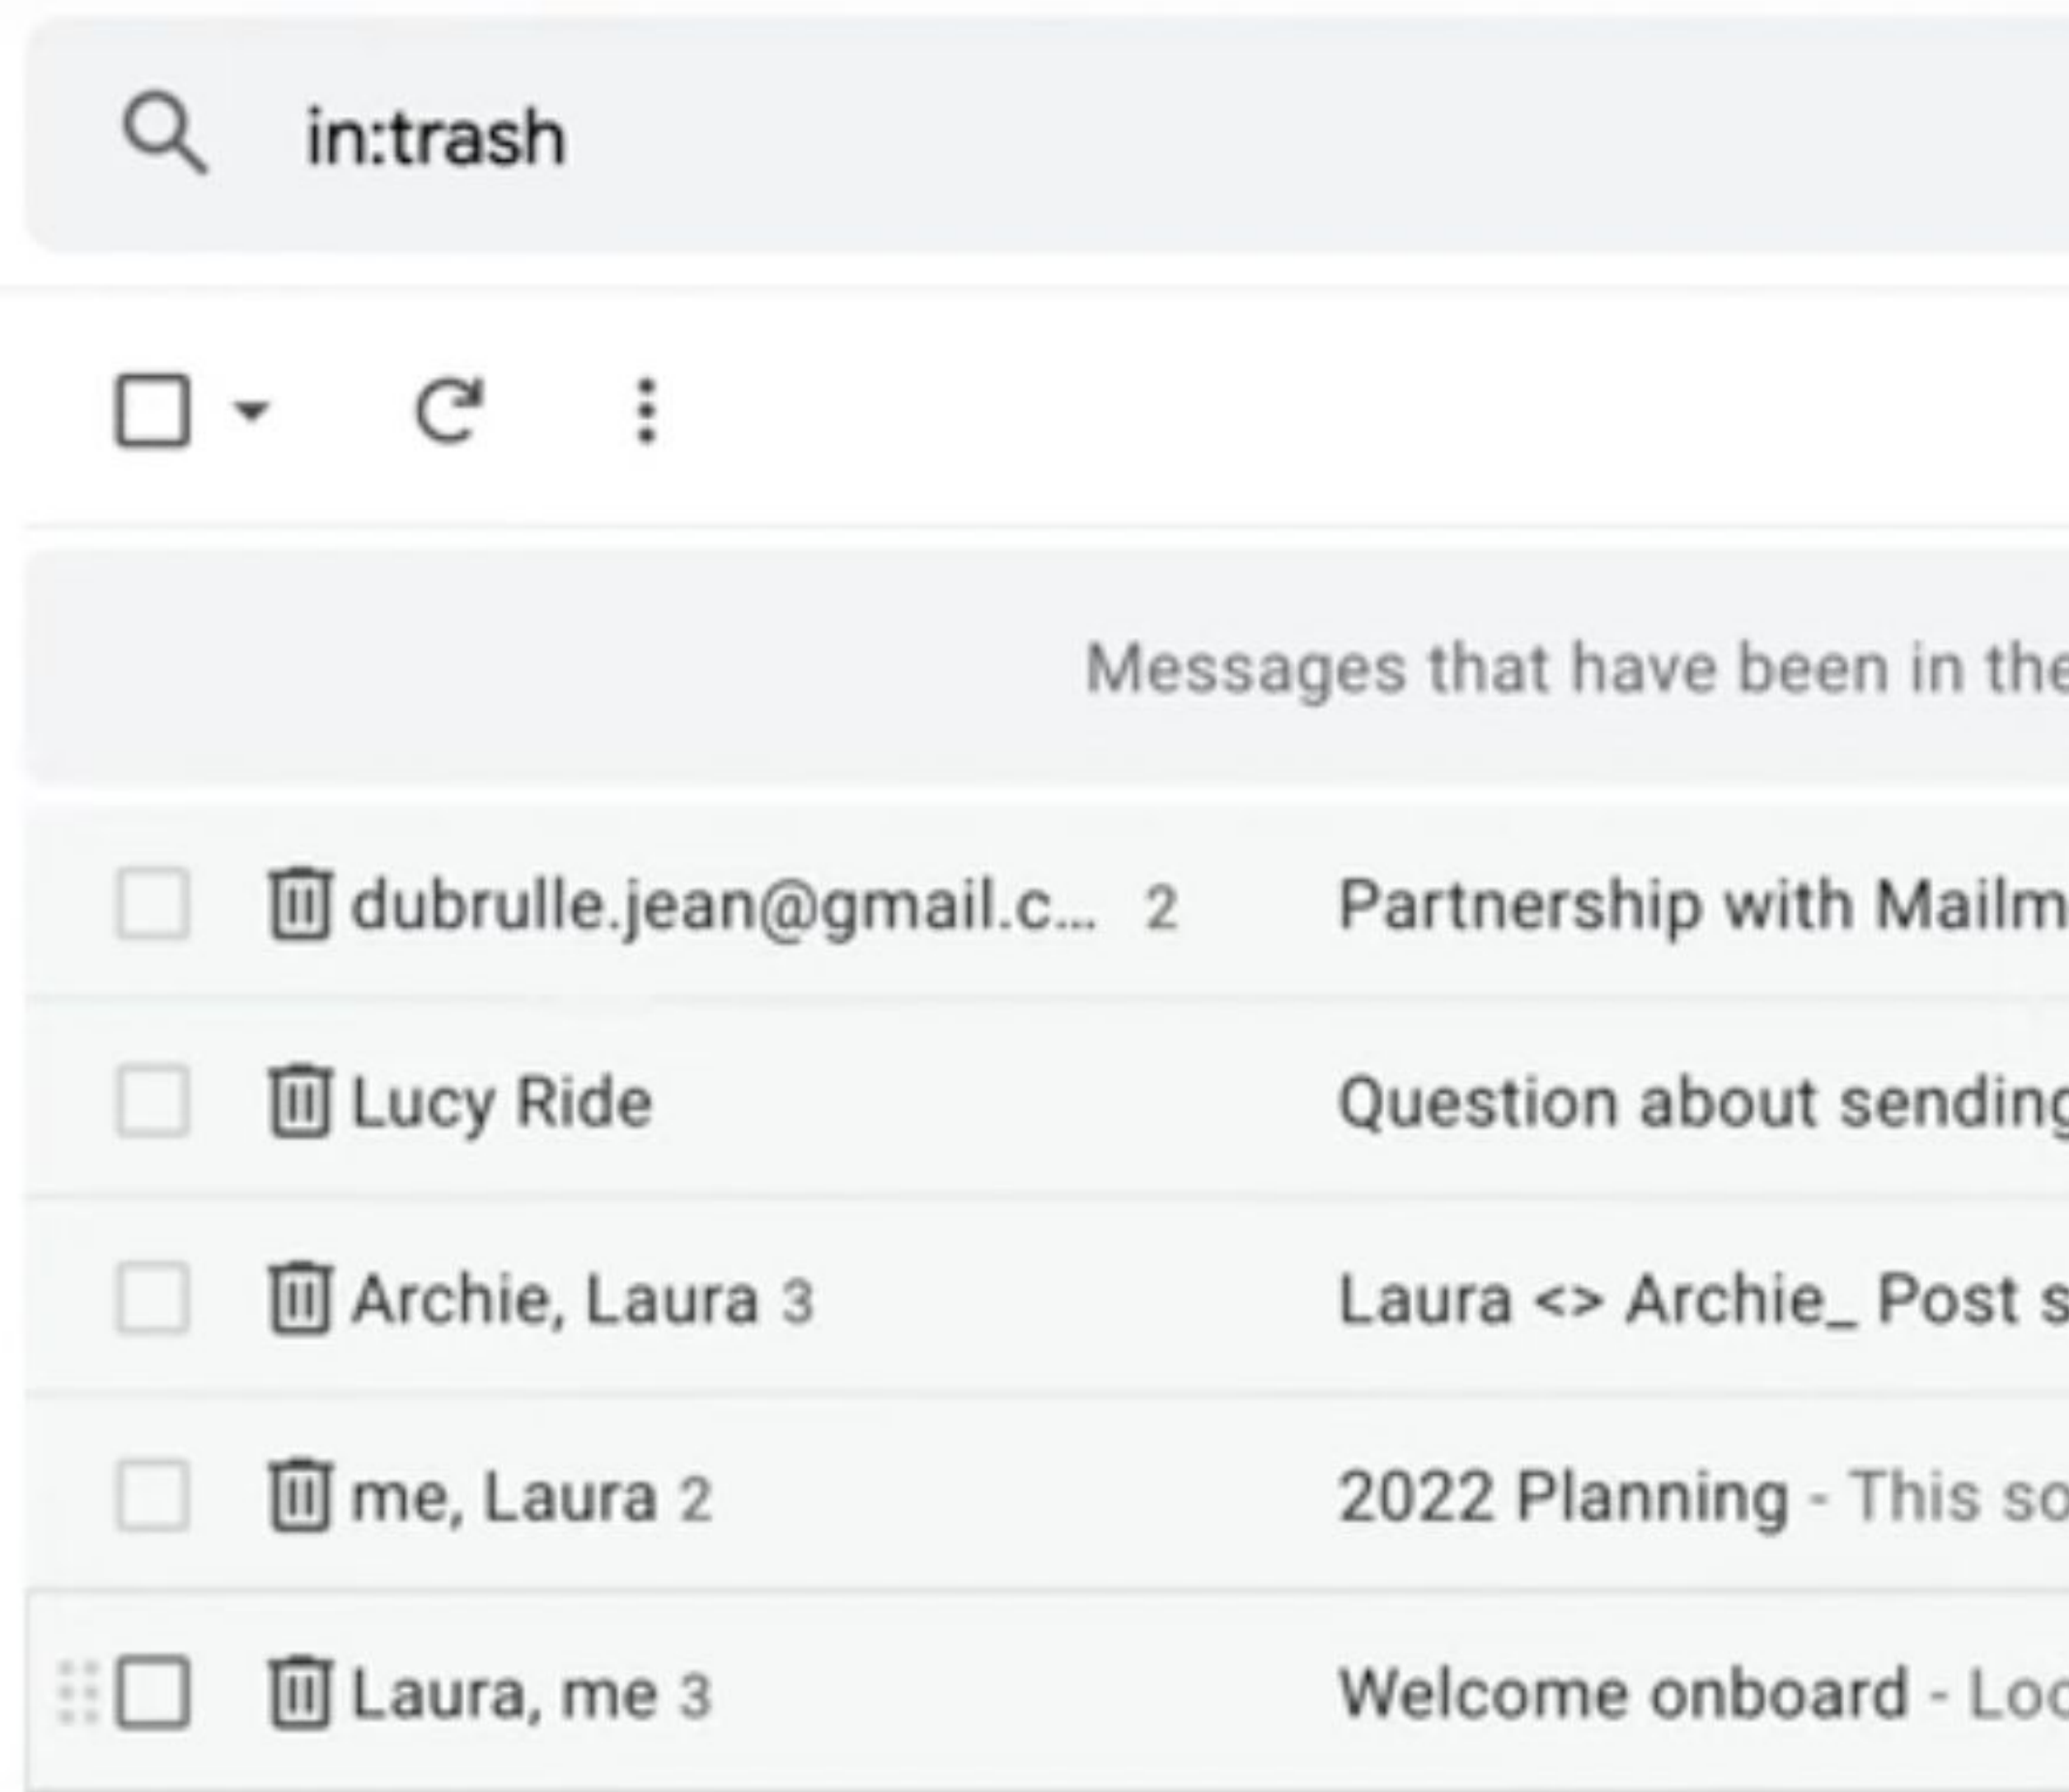 in:trash
Messages that have been in the
dubrulle.jean@gmail.c... 2 Partnership with Mailm
Lucy Ride Question about sending
Archie, Laura 3 Laura <> Archie_ Post s
me, Laura 2 2022 Planning - This so
Laura, me 3 Welcome onboard - Loo